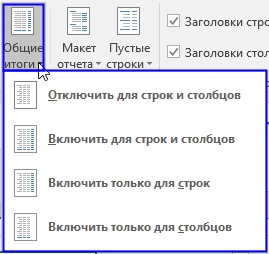 Общие итоги
Макет отчета
Пустые строки
Заголовки стро
Заголовки стол
Отключить для строк и столбцов
Включить для строк и столбцов
Включить только для строк
Включить только для столбцов